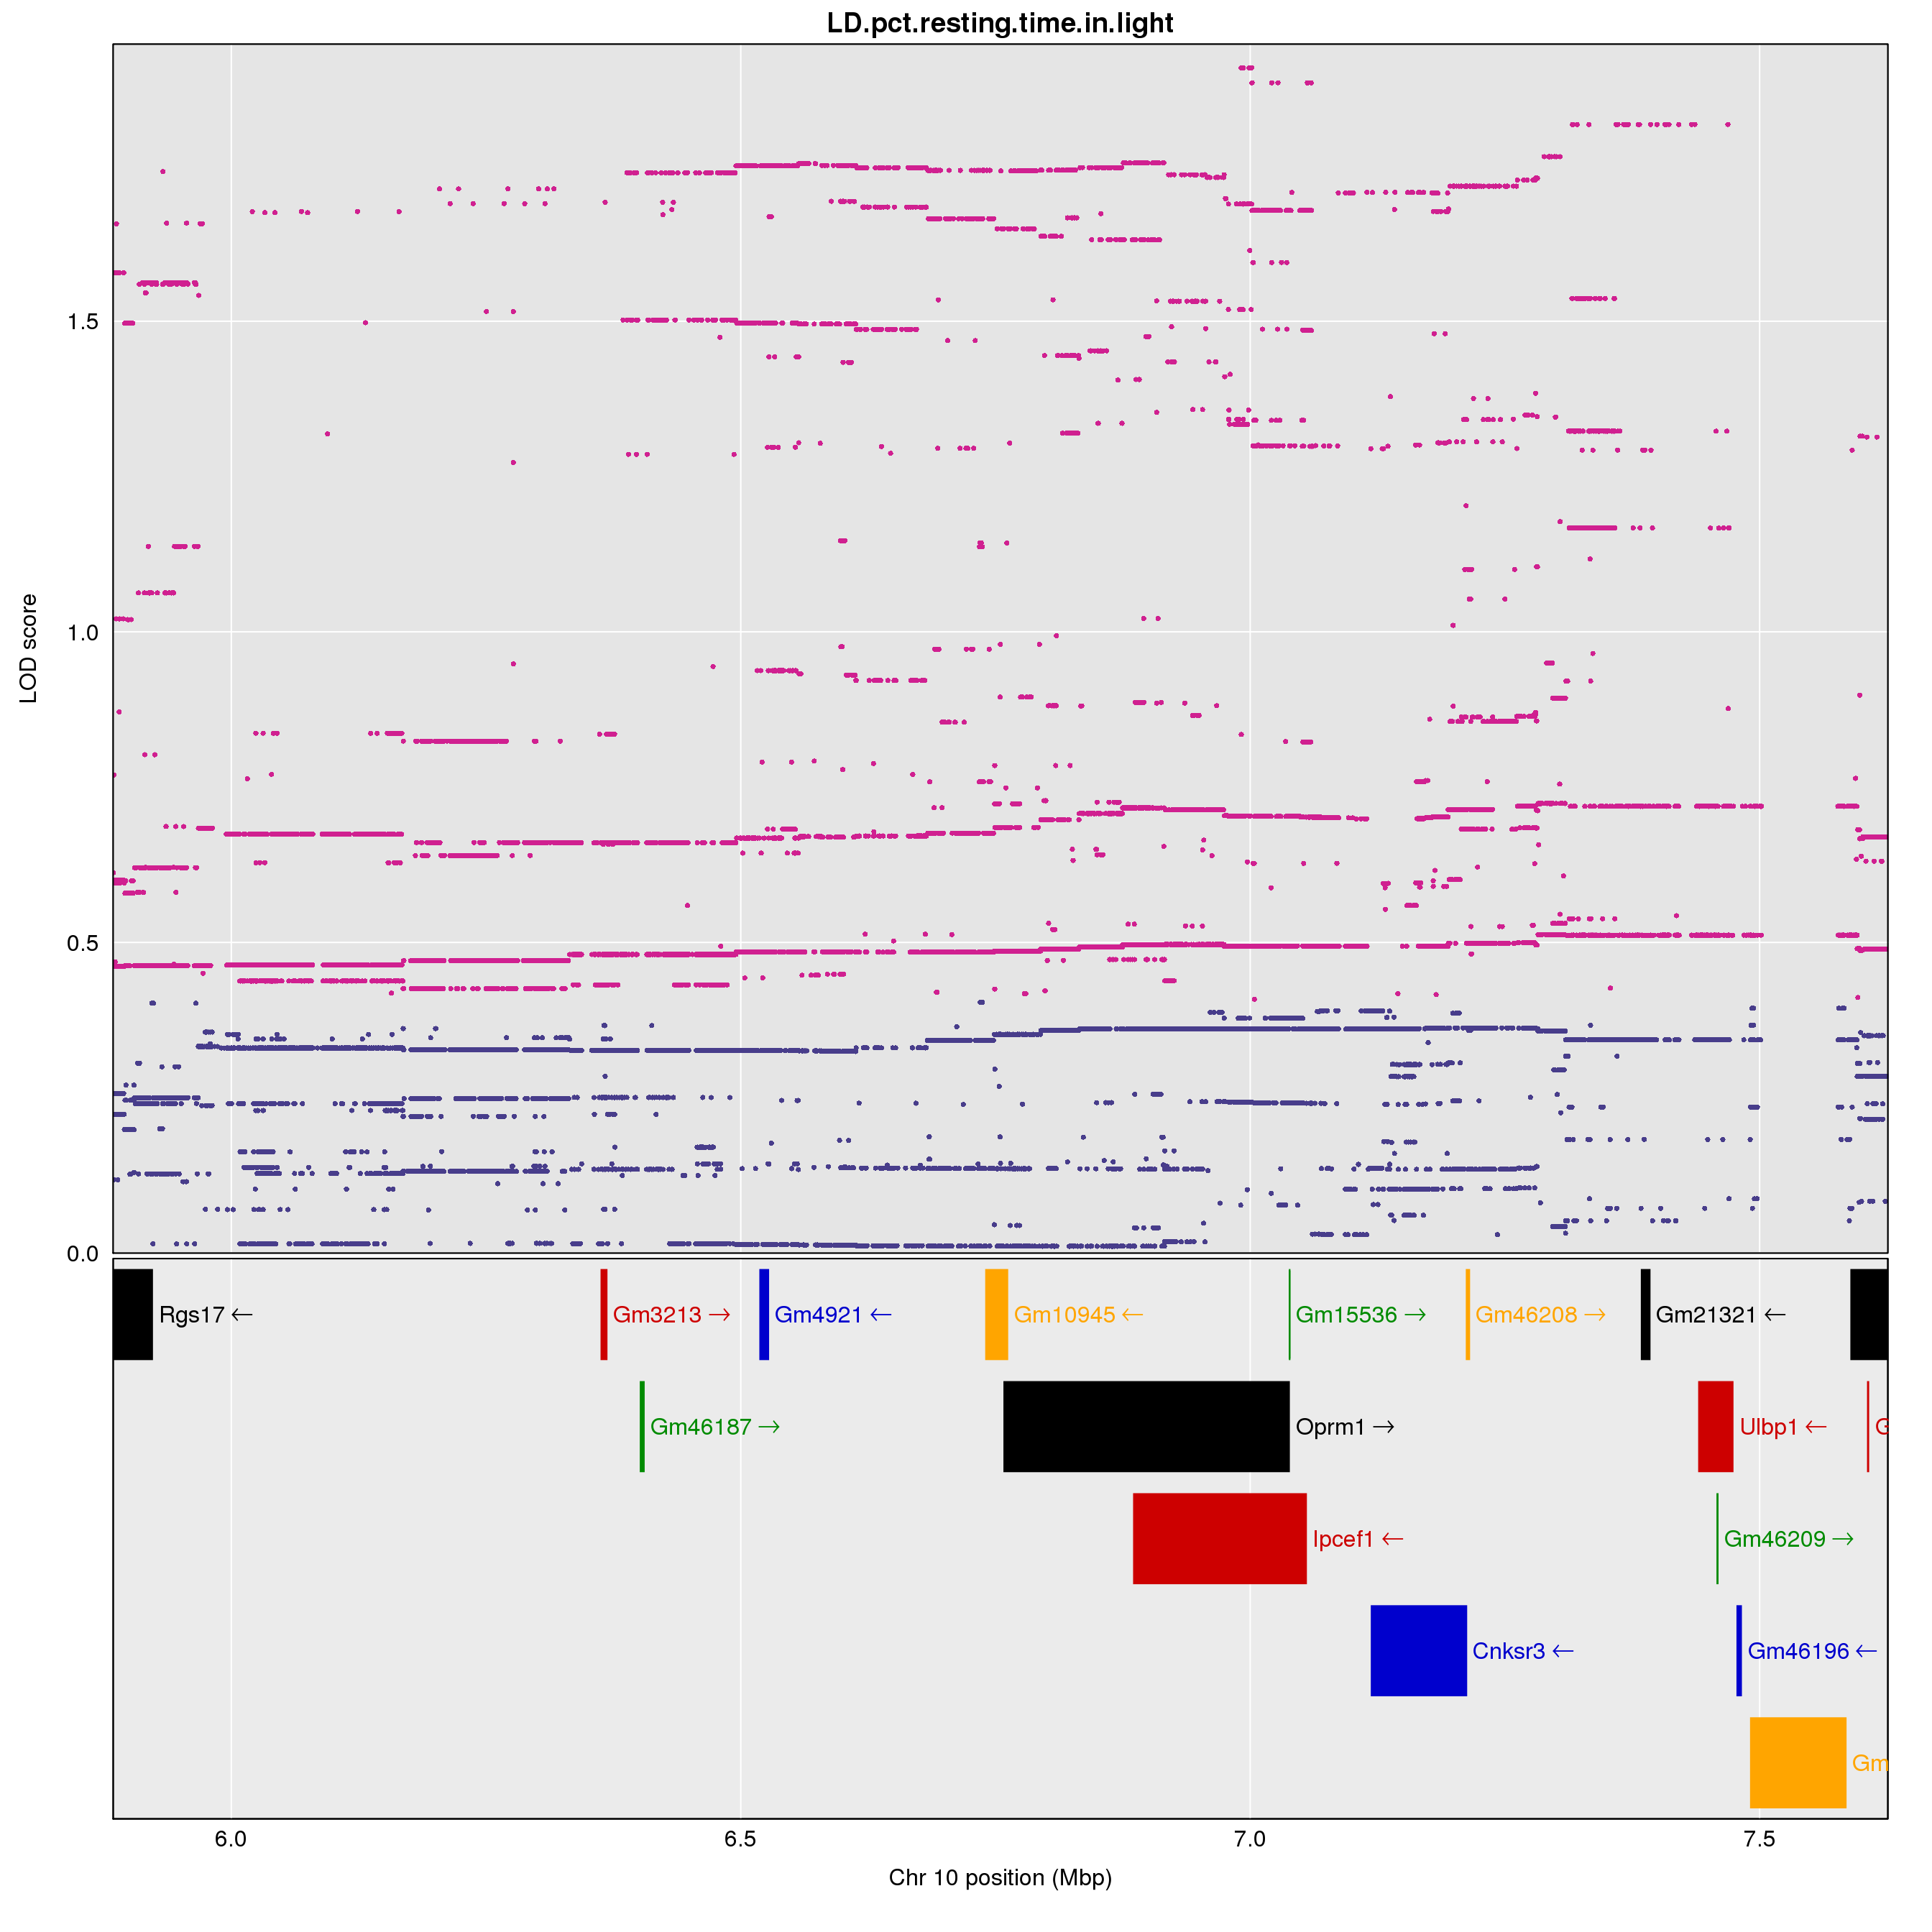 LD.pct.resting.time.in.light
LOD score
1.5
1.0
0.5
0.0
Rgs17 ←
Gm3213 →
Gm4921 ←
Gm10945 ←
Gm15536 →
Gm46208 →
Gm21321 ←
Gm46187 →
Oprm1 →
Ulbp1 ←
G
Ipcef1 ←
Gm46209 →
Cnksr3 ←
Gm46196 ←
Gm
6.0
6.5
7.0
7.5
Chr 10 position (Mbp)